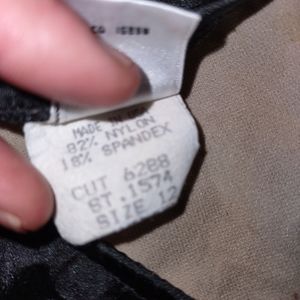 MADE IN USA
82% NYLON
18% SPANDEX
CUT 6288
ST.1574
SIZE 12